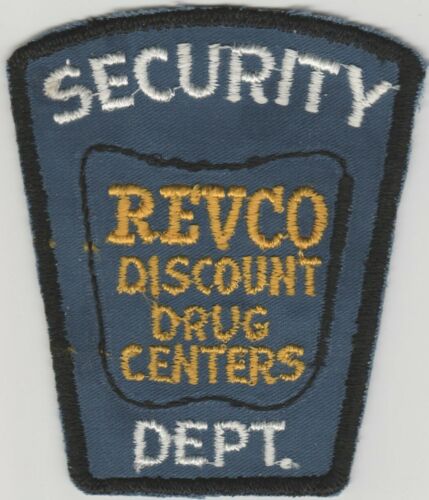 SECURITY
REVCO
DISCOUNT
DRUG
CENTERS
DEPT.